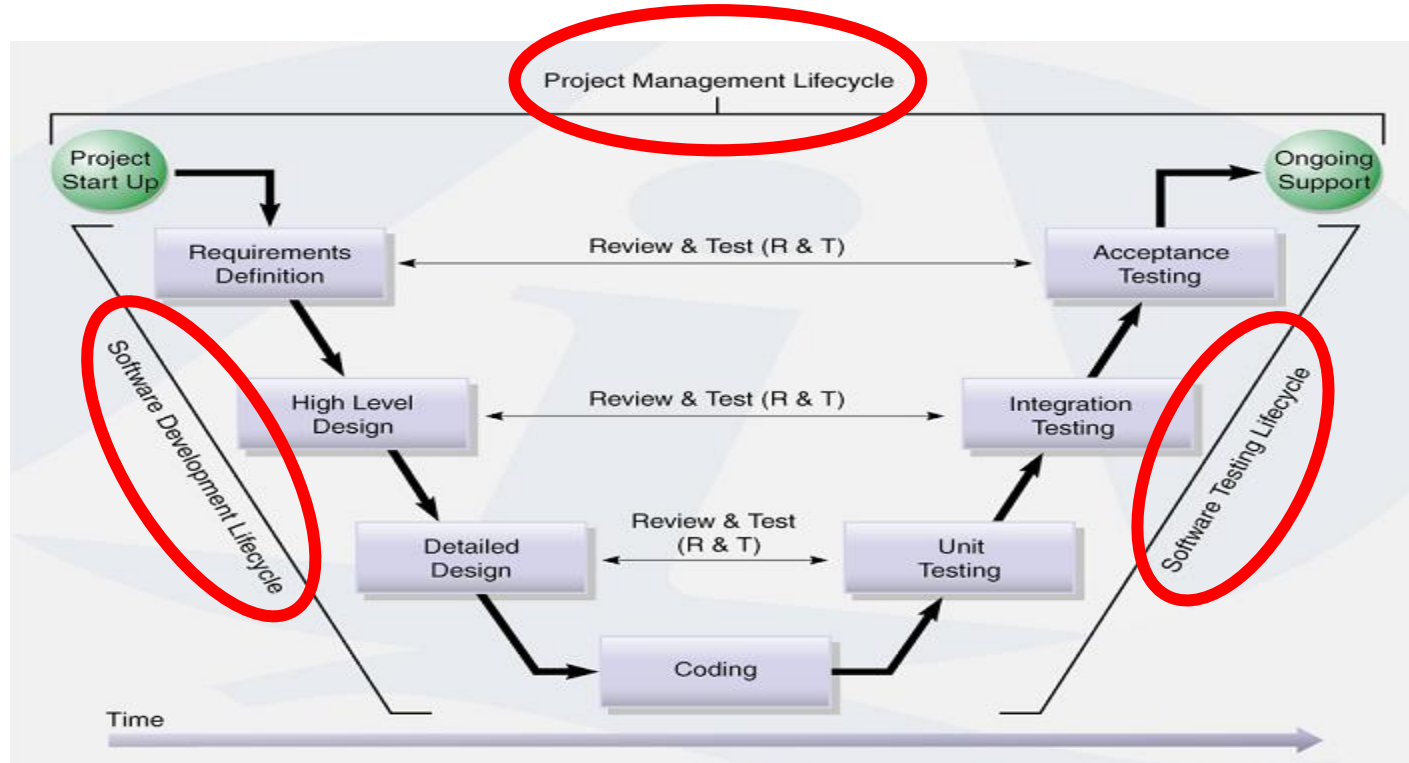 Project Management Lifecycle
Project
Start Up
Ongoing
Support
Requirements
Definition
Review & Test (R & T)
Acceptance
Testing
Software Development Lifecycle
High Level
Design
Review & Test (R & T)
Integration
Testing
Software Testing Lifecycle
Detailed
Design
Review & Test
(R & T)
Unit
Testing
Coding
Time